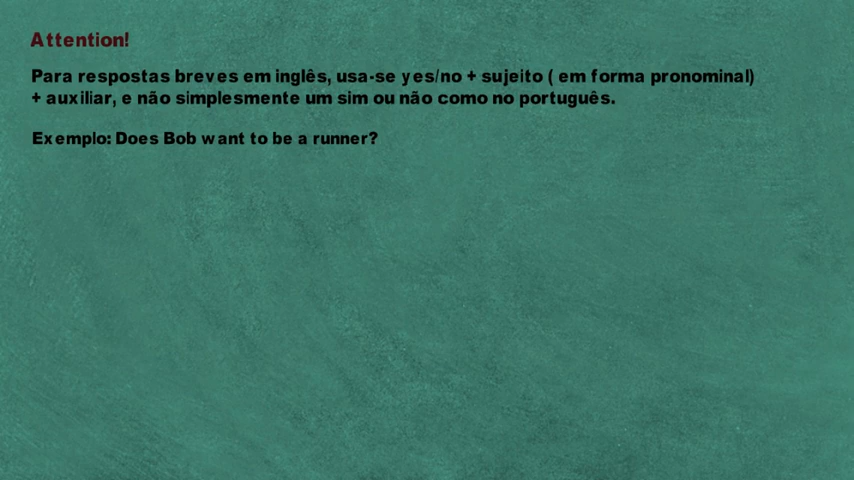 Attention!
Para respostas breves em inglês, usa-se yes/no + sujeito ( em forma pronominal)
+ auxiliar, e não simplesmente um sim ou não como no português.
Exemplo: Does Bob want to be a runner?